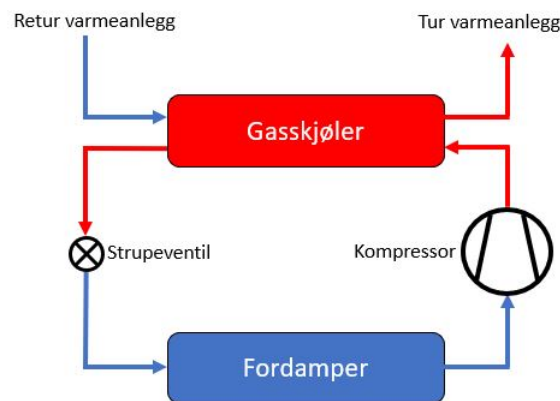 Retur varmeanlegg
Tur varmeanlegg
Gasskjøler
Strupeventil
Kompressor
Fordamper